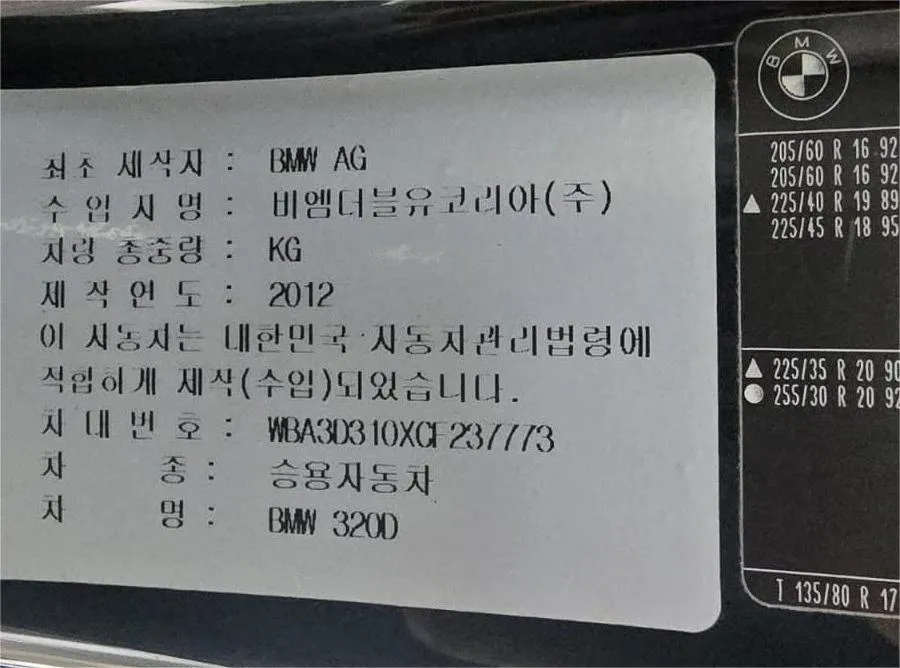 최초 제작자 : BMW AG
수 입 자 명 : 비엠더블유코리아(주)
차량 총중량 : KG
제 작 연 도 : 2012
이 자동차는 대한민국 자동차관리법령에
적합하게 제작(수입)되었습니다.
차 대 번 호 : WBA3D310XCF237773
차 종 : 승용자동차
차 명 : BMW 320D
BMW
205/60 R 16 92
205/60 R 16 92
▲ 225/40 R 19 89
225/45 R 18 95
▲ 225/35 R 20 90
● 255/30 R 20 92
T 135/80 R 17